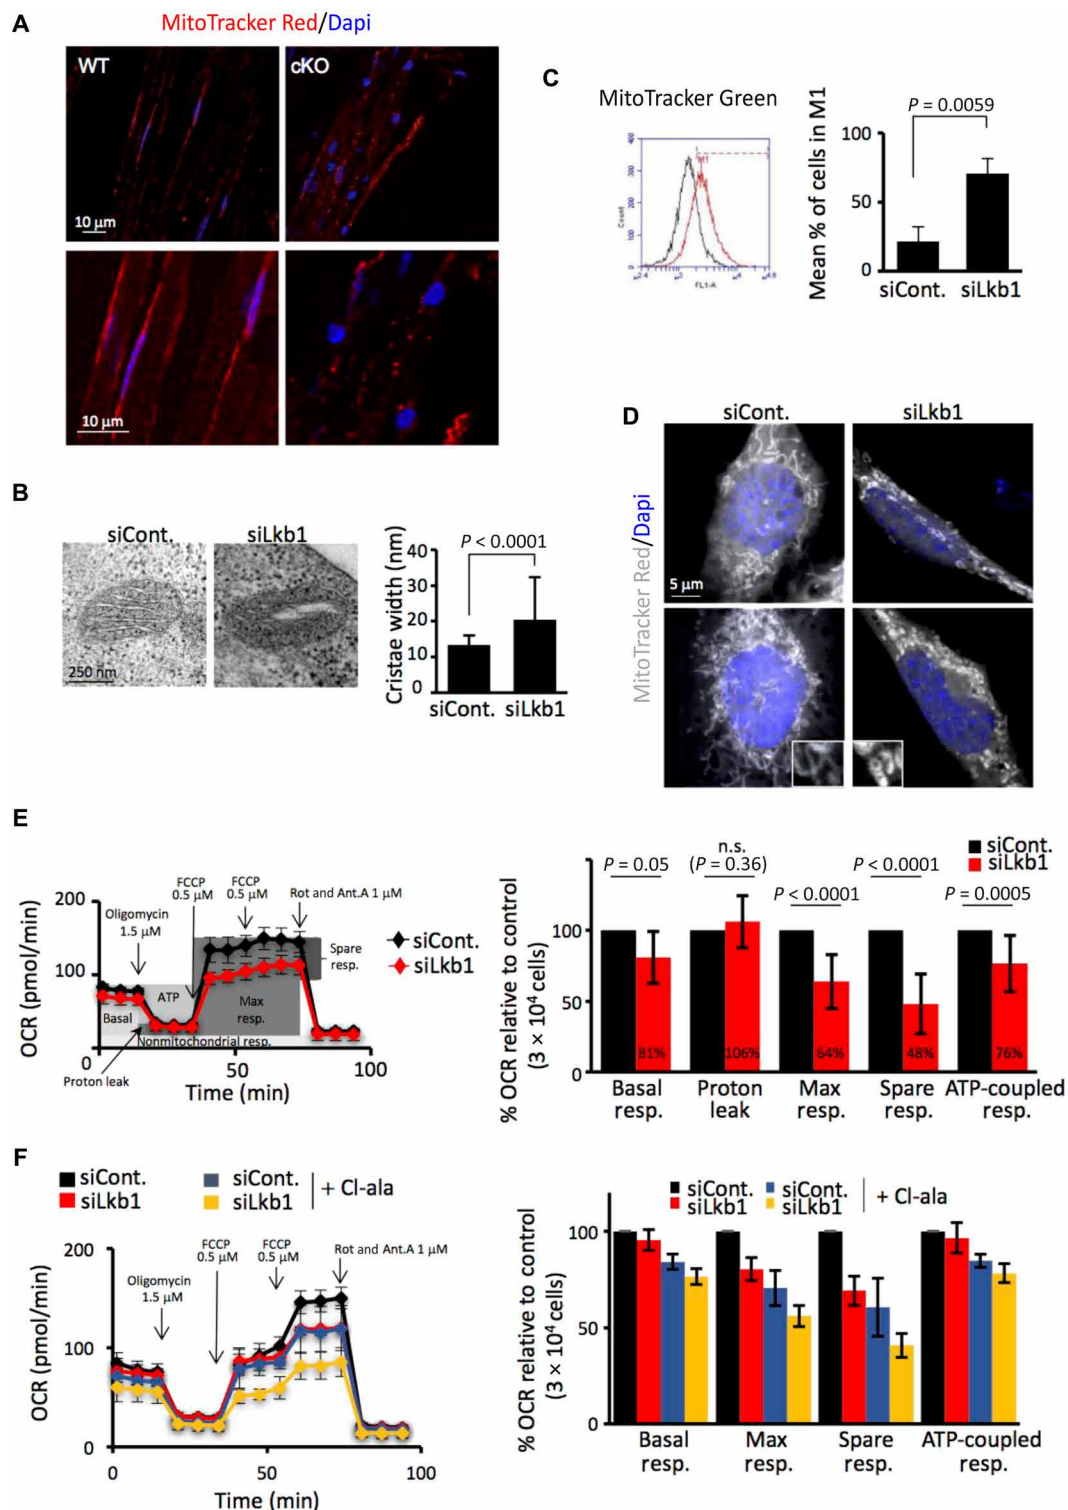 A
MitoTracker Red/Dapi
WT
cKO
10 µm
10 µm
B
siCont.
siLkb1
250 nm
P < 0.0001
Cristae width (nm)
40
30
20
10
0
siCont.
siLkb1
C
MitoTracker Green
M1
Count
400
300
200
100
0
FL1-A
P = 0.0059
Mean % of cells in M1
100
50
0
siCont.
siLkb1
D
siCont.
siLkb1
MitoTracker Red/Dapi
5 µm
E
OCR (pmol/min)
200
100
0
50
100
Time (min)
Oligomycin
1.5 µM
FCCP
0.5 µM
FCCP
0.5 µM
Rot and Ant.A 1 µM
siCont.
siLkb1
Basal
ATP
Max
resp.
Spare
resp.
Nonmitochondrial resp.
Proton leak
siCont.
siLkb1
P = 0.05
n.s.
(P = 0.36)
P < 0.0001
P < 0.0001
P = 0.0005
% OCR relative to control
(3 × 10⁴ cells)
100
50
0
81%
106%
64%
48%
76%
Basal
resp.
Proton
leak
Max
resp.
Spare
resp.
ATP-coupled
resp.
F
siCont.
siLkb1
siCont.
siLkb1
+ Cl-ala
OCR (pmol/min)
200
100
0
0
50
100
Time (min)
Oligomycin
1.5 µM
FCCP
0.5 µM
FCCP
0.5 µM
Rot and Ant.A 1 µM
siCont.
siLkb1
siCont.
siLkb1
+ Cl-ala
% OCR relative to control
(3 × 10⁴ cells)
100
50
0
Basal
resp.
Max
resp.
Spare
resp.
ATP-coupled
resp.